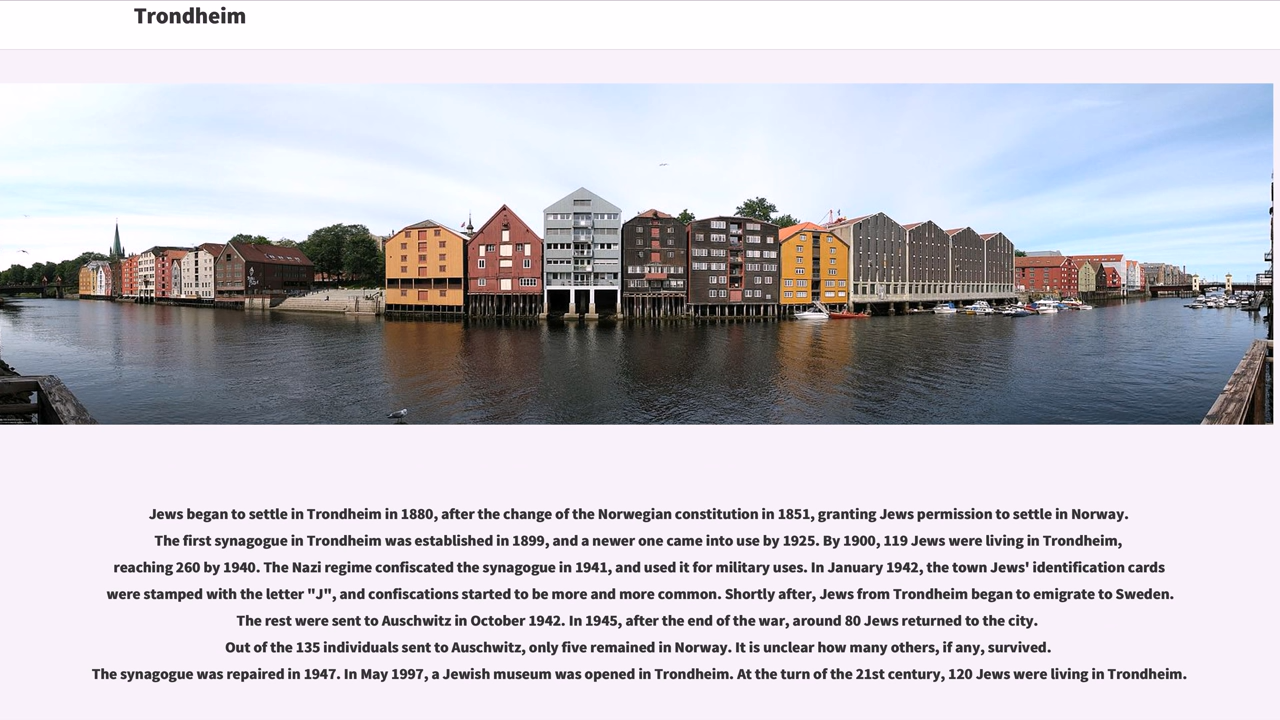 Trondheim
Jews began to settle in Trondheim in 1880, after the change of the Norwegian constitution in 1851, granting Jews permission to settle in Norway.
The first synagogue in Trondheim was established in 1899, and a newer one came into use by 1925. By 1900, 119 Jews were living in Trondheim,
reaching 260 by 1940. The Nazi regime confiscated the synagogue in 1941, and used it for military uses. In January 1942, the town Jews' identification cards
were stamped with the letter "J", and confiscations started to be more and more common. Shortly after, Jews from Trondheim began to emigrate to Sweden.
The rest were sent to Auschwitz in October 1942. In 1945, after the end of the war, around 80 Jews returned to the city.
Out of the 135 individuals sent to Auschwitz, only five remained in Norway. It is unclear how many others, if any, survived.
The synagogue was repaired in 1947. In May 1997, a Jewish museum was opened in Trondheim. At the turn of the 21st century, 120 Jews were living in Trondheim.